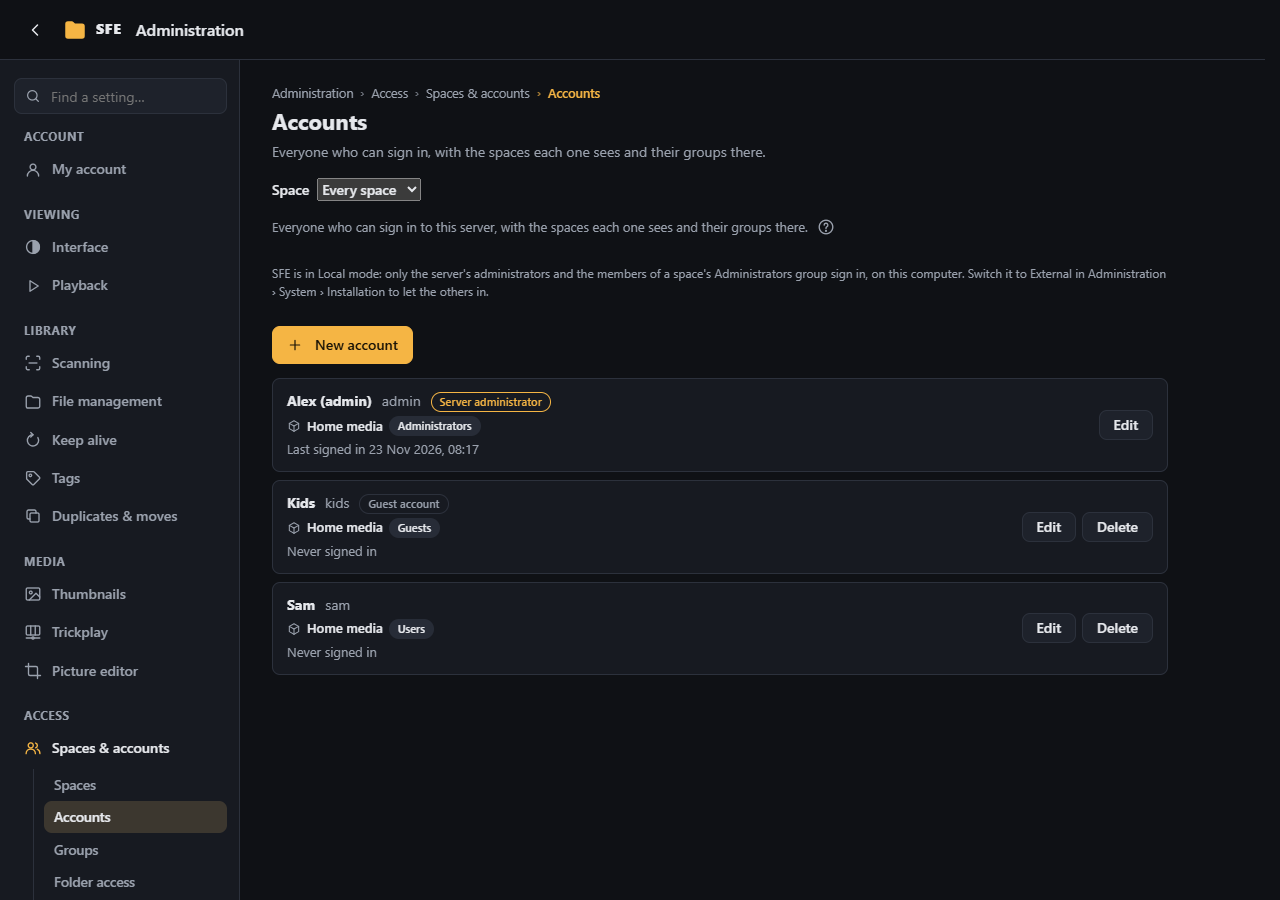 SFE Administration
Find a setting...
ACCOUNT
My account
VIEWING
Interface
Playback
LIBRARY
Scanning
File management
Keep alive
Tags
Duplicates & moves
MEDIA
Thumbnails
Trickplay
Picture editor
ACCESS
Spaces & accounts
Spaces
Accounts
Groups
Folder access
Administration › Access › Spaces & accounts › Accounts
Accounts
Everyone who can sign in, with the spaces each one sees and their groups there.
Space Every space
Everyone who can sign in to this server, with the spaces each one sees and their groups there. ?
SFE is in Local mode: only the server's administrators and the members of a space's Administrators group sign in, on this computer. Switch it to External in Administration
› System › Installation to let the others in.
+ New account
Alex (admin) admin Server administrator
Home media Administrators
Last signed in 23 Nov 2026, 08:17
Edit
Kids kids Guest account
Home media Guests
Never signed in
Edit Delete
Sam sam
Home media Users
Never signed in
Edit Delete